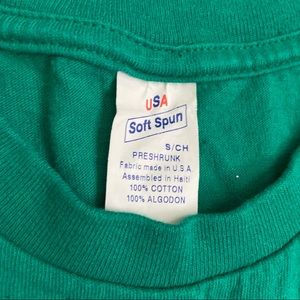 USA
Soft Spun
S/CH
PRESHRUNK
Fabric made in U.S.A.
Assembled in Haiti
100% COTTON
100% ALGODON